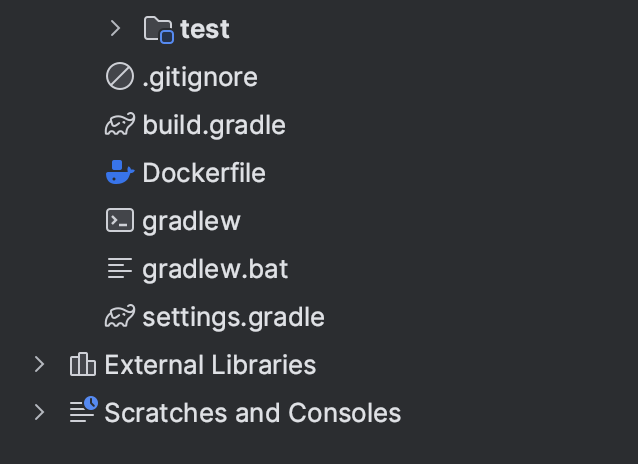 test
.gitignore
build.gradle
Dockerfile
gradlew
gradlew.bat
settings.gradle
External Libraries
Scratches and Consoles